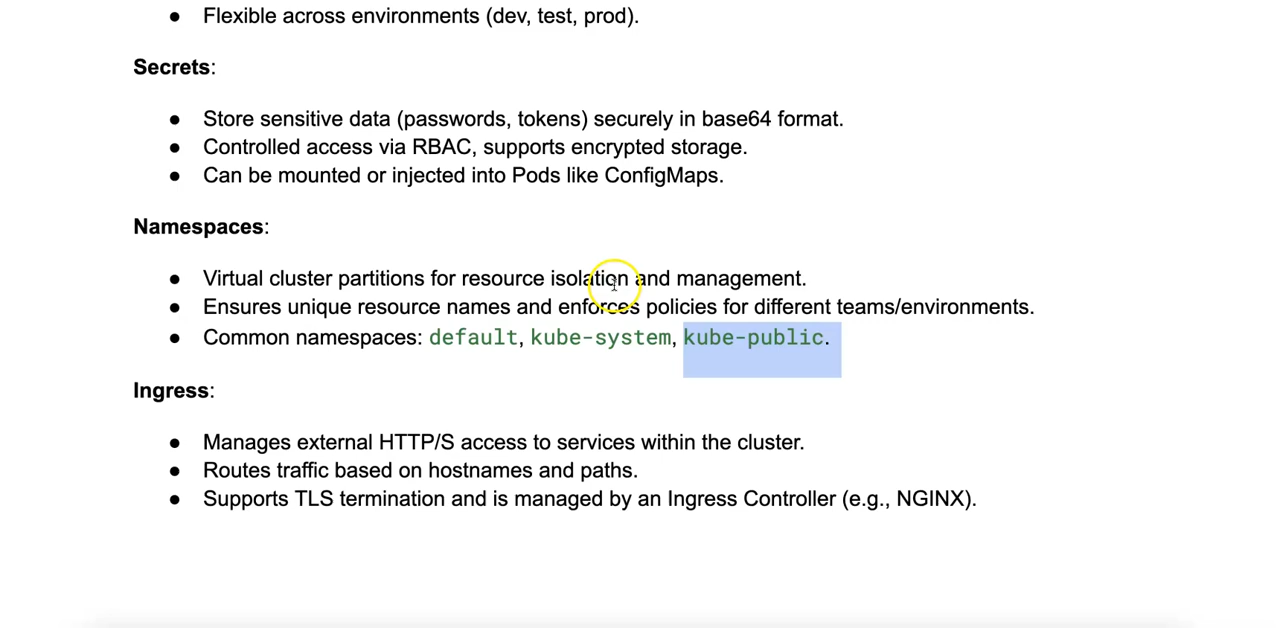 ● Flexible across environments (dev, test, prod).
Secrets:
● Store sensitive data (passwords, tokens) securely in base64 format.
● Controlled access via RBAC, supports encrypted storage.
● Can be mounted or injected into Pods like ConfigMaps.
Namespaces:
● Virtual cluster partitions for resource isolation and management.
● Ensures unique resource names and enforces policies for different teams/environments.
● Common namespaces: default, kube-system, kube-public.
Ingress:
● Manages external HTTP/S access to services within the cluster.
● Routes traffic based on hostnames and paths.
● Supports TLS termination and is managed by an Ingress Controller (e.g., NGINX).